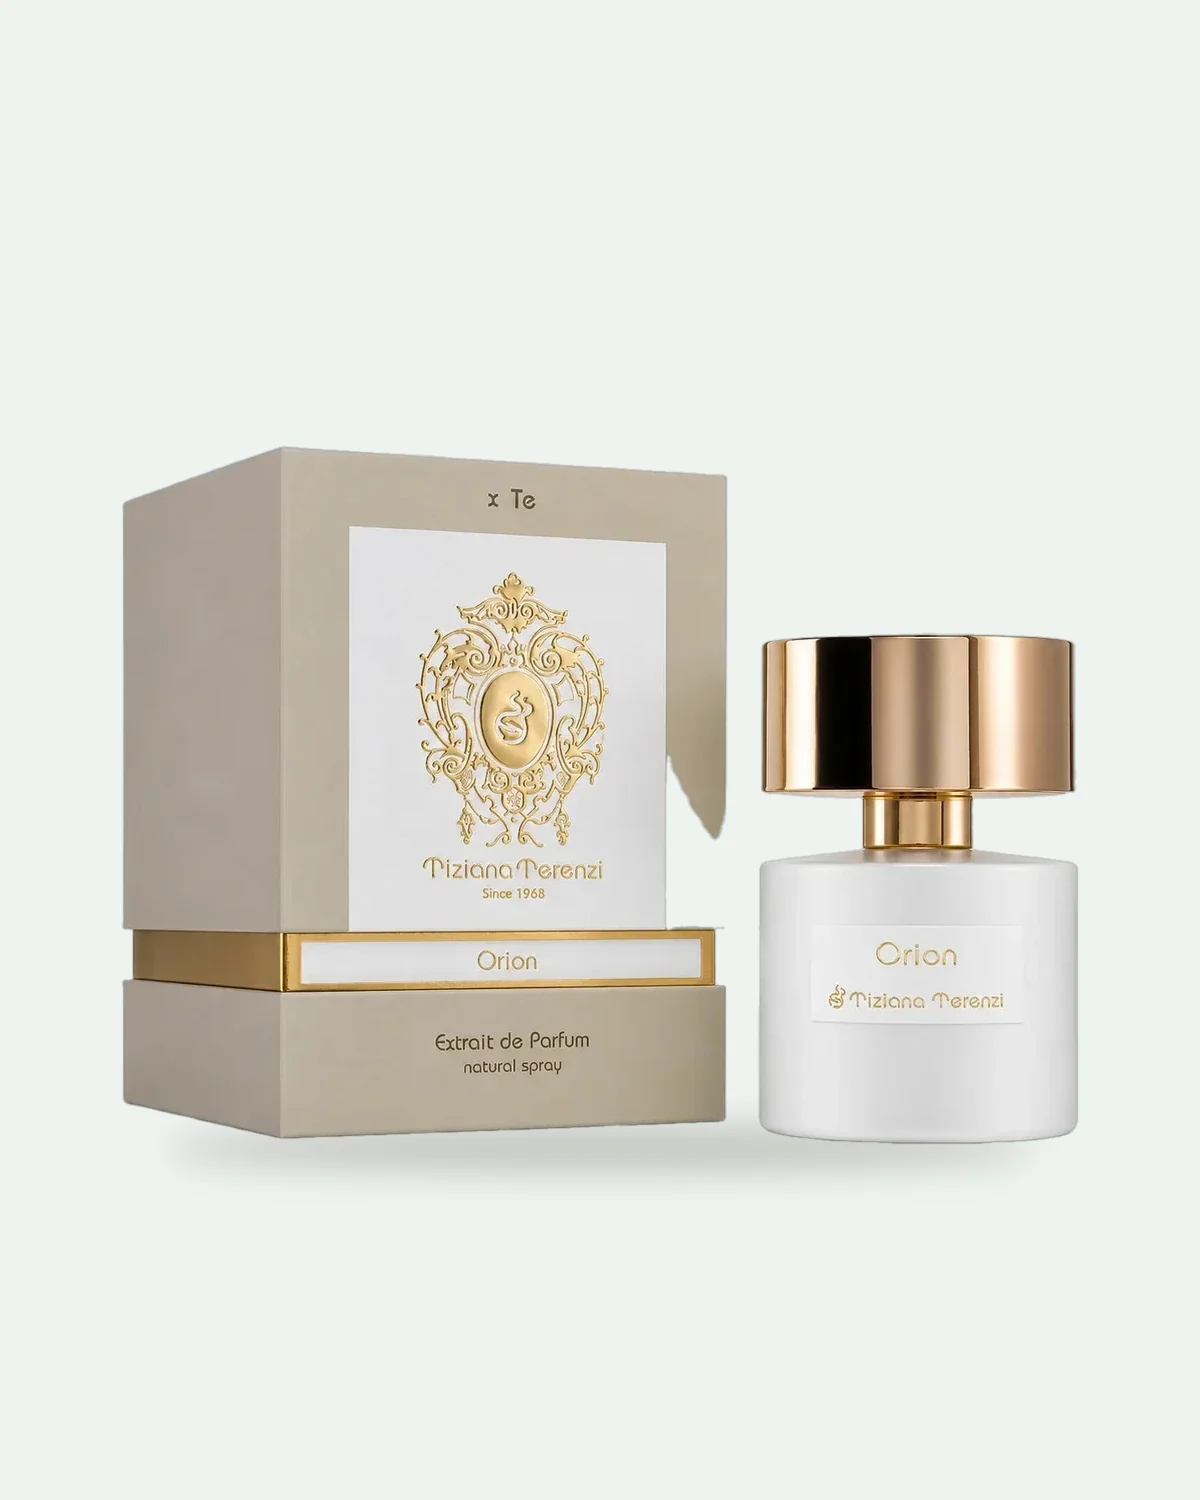 x Te
Tiziana Terenzi
Since 1968
Orion
Extrait de Parfum
natural spray
Orion
Tiziana Terenzi